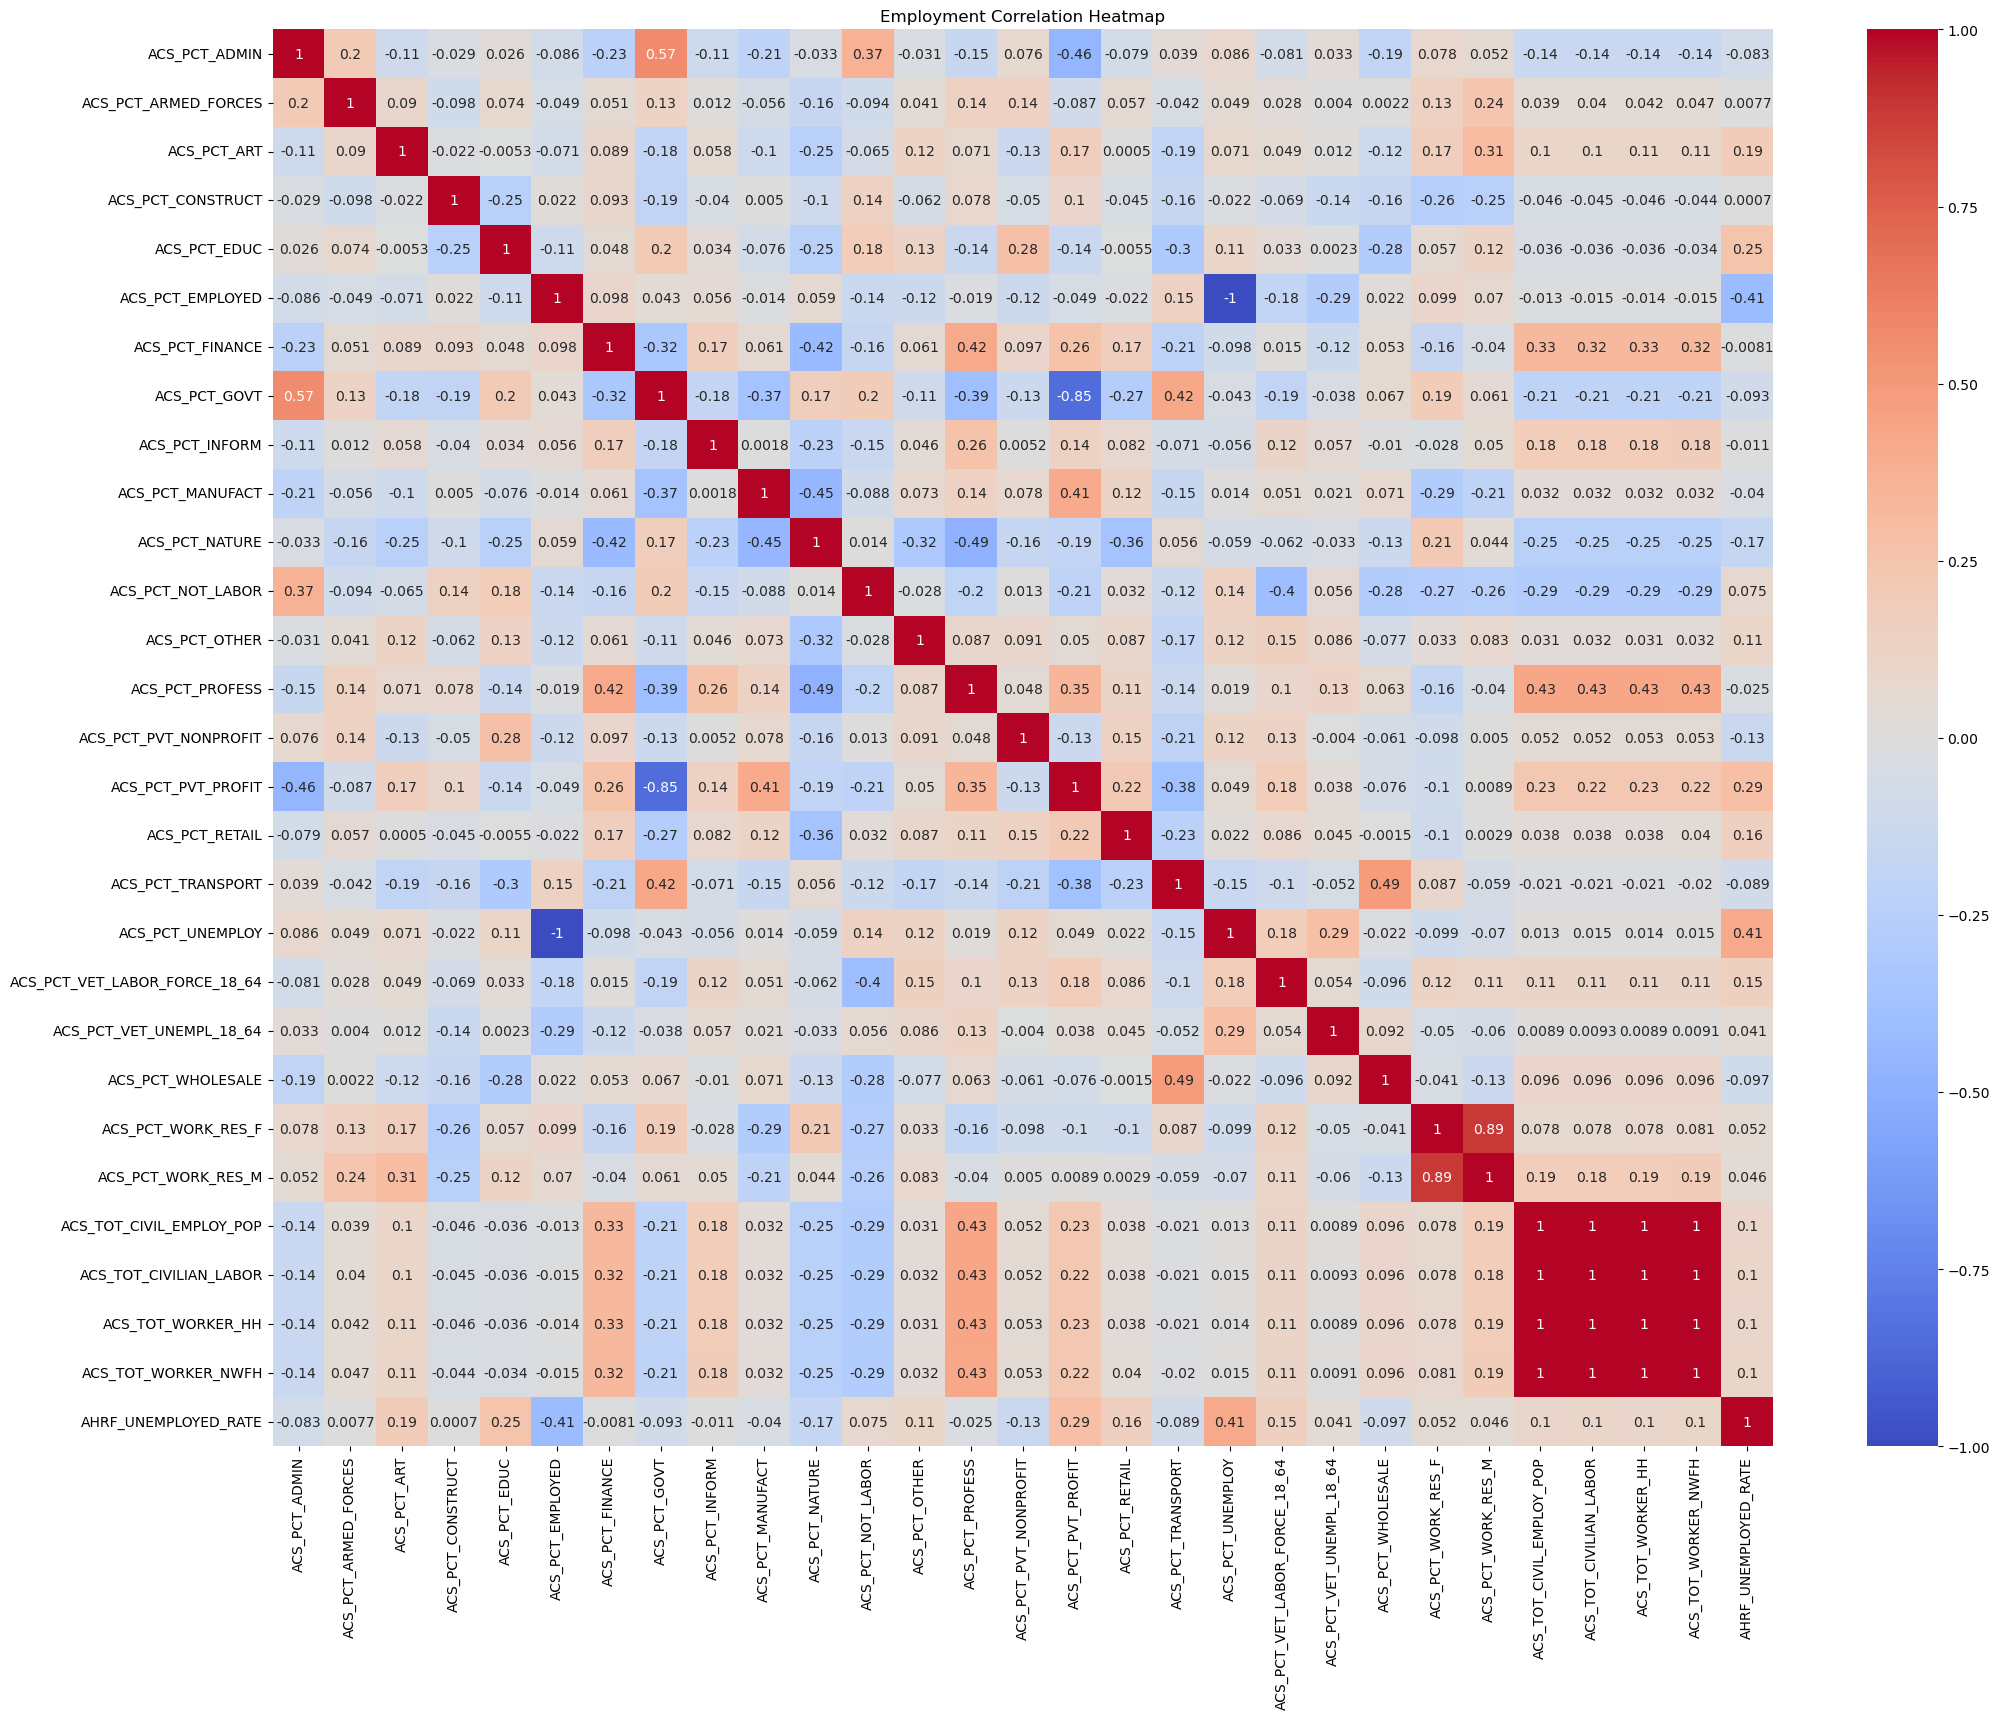 Employment Correlation Heatmap
ACS_PCT_ADMIN 1 0.2 -0.11 -0.029 0.026 -0.086 -0.23 0.57 -0.11 -0.21 -0.033 0.37 -0.031 -0.15 0.076 -0.46 -0.079 0.039 0.086 -0.081 0.033 -0.19 0.078 0.052 -0.14 -0.14 -0.14 -0.14 -0.083
ACS_PCT_ARMED_FORCES 0.2 1 0.09 -0.098 0.074 -0.049 0.051 0.13 0.012 -0.056 -0.16 -0.094 0.041 0.14 0.14 -0.087 0.057 -0.042 0.049 0.028 0.004 0.0022 0.13 0.24 0.039 0.04 0.042 0.047 0.0077
ACS_PCT_ART -0.11 0.09 1 -0.022 -0.0053 -0.071 0.089 -0.18 0.058 -0.1 -0.25 -0.065 0.12 0.071 -0.13 0.17 0.0005 -0.19 0.071 0.049 0.012 -0.12 0.17 0.31 0.1 0.1 0.11 0.11 0.19
ACS_PCT_CONSTRUCT -0.029 -0.098 -0.022 1 -0.25 0.022 0.093 -0.19 -0.04 0.005 -0.1 0.14 -0.062 0.078 -0.05 0.1 -0.045 -0.16 -0.022 -0.069 -0.14 -0.16 -0.26 -0.25 -0.046 -0.045 -0.046 -0.044 0.0007
ACS_PCT_EDUC 0.026 0.074 -0.0053 -0.25 1 -0.11 0.048 0.2 0.034 -0.076 -0.25 0.18 0.13 -0.14 0.28 -0.14 -0.0055 -0.3 0.11 0.033 0.0023 -0.28 0.057 0.12 -0.036 -0.036 -0.036 -0.034 0.25
ACS_PCT_EMPLOYED -0.086 -0.049 -0.071 0.022 -0.11 1 0.098 0.043 0.056 -0.014 0.059 -0.14 -0.12 -0.019 -0.12 -0.049 -0.022 0.15 -1 -0.18 -0.29 0.022 0.099 0.07 -0.013 -0.015 -0.014 -0.015 -0.41
ACS_PCT_FINANCE -0.23 0.051 0.089 0.093 0.048 0.098 1 -0.32 0.17 0.061 -0.42 -0.16 0.061 0.42 0.097 0.26 0.17 -0.21 -0.098 0.015 -0.12 0.053 -0.16 -0.04 0.33 0.32 0.33 0.32 -0.0081
ACS_PCT_GOVT 0.57 0.13 -0.18 -0.19 0.2 0.043 -0.32 1 -0.18 -0.37 0.17 0.2 -0.11 -0.39 -0.13 -0.85 -0.27 0.42 -0.043 -0.19 -0.038 0.067 0.19 0.061 -0.21 -0.21 -0.21 -0.21 -0.093
ACS_PCT_INFORM -0.11 0.012 0.058 -0.04 0.034 0.056 0.17 -0.18 1 0.0018 -0.23 -0.15 0.046 0.26 0.0052 0.14 0.082 -0.071 -0.056 0.12 0.057 -0.01 -0.028 0.05 0.18 0.18 0.18 0.18 -0.011
ACS_PCT_MANUFACT -0.21 -0.056 -0.1 0.005 -0.076 -0.014 0.061 -0.37 0.0018 1 -0.45 -0.088 0.073 0.14 0.078 0.41 0.12 -0.15 0.014 0.051 0.021 0.071 -0.29 -0.21 0.032 0.032 0.032 0.032 -0.04
ACS_PCT_NATURE -0.033 -0.16 -0.25 -0.1 -0.25 0.059 -0.42 0.17 -0.23 -0.45 1 0.014 -0.32 -0.49 -0.16 -0.19 -0.36 0.056 -0.059 -0.062 -0.033 -0.13 0.21 0.044 -0.25 -0.25 -0.25 -0.25 -0.17
ACS_PCT_NOT_LABOR 0.37 -0.094 -0.065 0.14 0.18 -0.14 -0.16 0.2 -0.15 -0.088 0.014 1 -0.028 -0.2 0.013 -0.21 0.032 -0.12 0.14 -0.4 0.056 -0.28 -0.27 -0.26 -0.29 -0.29 -0.29 -0.29 0.075
ACS_PCT_OTHER -0.031 0.041 0.12 -0.062 0.13 -0.12 0.061 -0.11 0.046 0.073 -0.32 -0.028 1 0.087 0.091 0.05 0.087 -0.17 0.12 0.15 0.086 -0.077 0.033 0.083 0.031 0.032 0.031 0.032 0.11
ACS_PCT_PROFESS -0.15 0.14 0.071 0.078 -0.14 -0.019 0.42 -0.39 0.26 0.14 -0.49 -0.2 0.087 1 0.048 0.35 0.11 -0.14 0.019 0.1 0.13 0.063 -0.16 -0.04 0.43 0.43 0.43 0.43 -0.025
ACS_PCT_PVT_NONPROFIT 0.076 0.14 -0.13 -0.05 0.28 -0.12 0.097 -0.13 0.0052 0.078 -0.16 0.013 0.091 0.048 1 -0.13 0.15 -0.21 0.12 0.13 -0.004 -0.061 -0.098 0.005 0.052 0.052 0.053 0.053 -0.13
ACS_PCT_PVT_PROFIT -0.46 -0.087 0.17 0.1 -0.14 -0.049 0.26 -0.85 0.14 0.41 -0.19 -0.21 0.05 0.35 -0.13 1 0.22 -0.38 0.049 0.18 0.038 -0.076 -0.1 0.0089 0.23 0.22 0.23 0.22 0.29
ACS_PCT_RETAIL -0.079 0.057 0.0005 -0.045 -0.0055 -0.022 0.17 -0.27 0.082 0.12 -0.36 0.032 0.087 0.11 0.15 0.22 1 -0.23 0.022 0.086 0.045 -0.0015 -0.1 0.0029 0.038 0.038 0.038 0.04 0.16
ACS_PCT_TRANSPORT 0.039 -0.042 -0.19 -0.16 -0.3 0.15 -0.21 0.42 -0.071 -0.15 0.056 -0.12 -0.17 -0.14 -0.21 -0.38 -0.23 1 -0.15 -0.1 -0.052 0.49 0.087 -0.059 -0.021 -0.021 -0.021 -0.02 -0.089
ACS_PCT_UNEMPLOY 0.086 0.049 0.071 -0.022 0.11 -1 -0.098 -0.043 -0.056 0.014 -0.059 0.14 0.12 0.019 0.12 0.049 0.022 -0.15 1 0.18 0.29 -0.022 -0.099 -0.07 0.013 0.015 0.014 0.015 0.41
ACS_PCT_VET_LABOR_FORCE_18_64 -0.081 0.028 0.049 -0.069 0.033 -0.18 0.015 -0.19 0.12 0.051 -0.062 -0.4 0.15 0.1 0.13 0.18 0.086 -0.1 0.18 1 0.054 -0.096 0.12 0.11 0.11 0.11 0.11 0.11 0.15
ACS_PCT_VET_UNEMPL_18_64 0.033 0.004 0.012 -0.14 0.0023 -0.29 -0.12 -0.038 0.057 0.021 -0.033 0.056 0.086 0.13 -0.004 0.038 0.045 -0.052 0.29 0.054 1 0.092 -0.05 -0.06 0.0089 0.0093 0.0089 0.0091 0.041
ACS_PCT_WHOLESALE -0.19 0.0022 -0.12 -0.16 -0.28 0.022 0.053 0.067 -0.01 0.071 -0.13 -0.28 -0.077 0.063 -0.061 -0.076 -0.0015 0.49 -0.022 -0.096 0.092 1 -0.041 -0.13 0.096 0.096 0.096 0.096 -0.097
ACS_PCT_WORK_RES_F 0.078 0.13 0.17 -0.26 0.057 0.099 -0.16 0.19 -0.028 -0.29 0.21 -0.27 0.033 -0.16 -0.098 -0.1 -0.1 0.087 -0.099 0.12 -0.05 -0.041 1 0.89 0.078 0.078 0.078 0.081 0.052
ACS_PCT_WORK_RES_M 0.052 0.24 0.31 -0.25 0.12 0.07 -0.04 0.061 0.05 -0.21 0.044 -0.26 0.083 -0.04 0.005 0.0089 0.0029 -0.059 -0.07 0.11 -0.06 -0.13 0.89 1 0.19 0.18 0.19 0.19 0.046
ACS_TOT_CIVIL_EMPLOY_POP -0.14 0.039 0.1 -0.046 -0.036 -0.013 0.33 -0.21 0.18 0.032 -0.25 -0.29 0.031 0.43 0.052 0.23 0.038 -0.021 0.013 0.11 0.0089 0.096 0.078 0.19 1 1 1 1 0.1
ACS_TOT_CIVILIAN_LABOR -0.14 0.04 0.1 -0.045 -0.036 -0.015 0.32 -0.21 0.18 0.032 -0.25 -0.29 0.032 0.43 0.052 0.22 0.038 -0.021 0.015 0.11 0.0093 0.096 0.078 0.18 1 1 1 1 0.1
ACS_TOT_WORKER_HH -0.14 0.042 0.11 -0.046 -0.036 -0.014 0.33 -0.21 0.18 0.032 -0.25 -0.29 0.031 0.43 0.053 0.23 0.038 -0.021 0.014 0.11 0.0089 0.096 0.078 0.19 1 1 1 1 0.1
ACS_TOT_WORKER_NWFH -0.14 0.047 0.11 -0.044 -0.034 -0.015 0.32 -0.21 0.18 0.032 -0.25 -0.29 0.032 0.43 0.053 0.22 0.04 -0.02 0.015 0.11 0.0091 0.096 0.081 0.19 1 1 1 1 0.1
AHRF_UNEMPLOYED_RATE -0.083 0.0077 0.19 0.0007 0.25 -0.41 -0.0081 -0.093 -0.011 -0.04 -0.17 0.075 0.11 -0.025 -0.13 0.29 0.16 -0.089 0.41 0.15 0.041 -0.097 0.052 0.046 0.1 0.1 0.1 0.1 1
ACS_PCT_ADMIN
ACS_PCT_ARMED_FORCES
ACS_PCT_ART
ACS_PCT_CONSTRUCT
ACS_PCT_EDUC
ACS_PCT_EMPLOYED
ACS_PCT_FINANCE
ACS_PCT_GOVT
ACS_PCT_INFORM
ACS_PCT_MANUFACT
ACS_PCT_NATURE
ACS_PCT_NOT_LABOR
ACS_PCT_OTHER
ACS_PCT_PROFESS
ACS_PCT_PVT_NONPROFIT
ACS_PCT_PVT_PROFIT
ACS_PCT_RETAIL
ACS_PCT_TRANSPORT
ACS_PCT_UNEMPLOY
ACS_PCT_VET_LABOR_FORCE_18_64
ACS_PCT_VET_UNEMPL_18_64
ACS_PCT_WHOLESALE
ACS_PCT_WORK_RES_F
ACS_PCT_WORK_RES_M
ACS_TOT_CIVIL_EMPLOY_POP
ACS_TOT_CIVILIAN_LABOR
ACS_TOT_WORKER_HH
ACS_TOT_WORKER_NWFH
AHRF_UNEMPLOYED_RATE
1.00
0.75
0.50
0.25
0.00
−0.25
−0.50
−0.75
−1.00